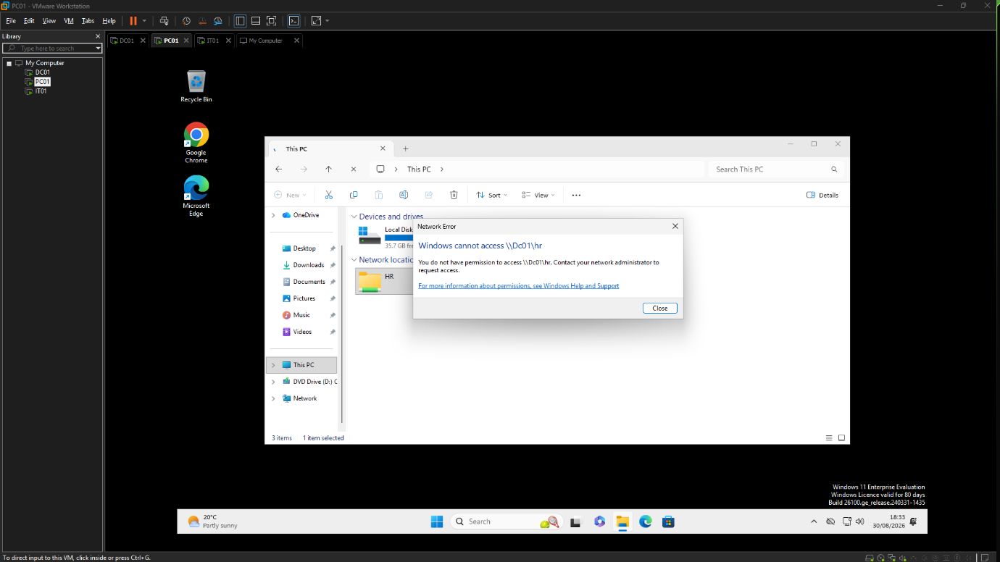 PC01 - VMware Workstation
File Edit View VM Tabs Help
Library
Type here to search
My Computer
DC01
PC01
IT01
DC01
PC01
IT01
My Computer
Recycle Bin
Google
Chrome
Microsoft
Edge
This PC
This PC
Search This PC
New
Sort
View
Details
OneDrive
Desktop
Downloads
Documents
Pictures
Music
Videos
This PC
DVD Drive (D:) C
Network
Devices and drives
Local Disk
35.7 GB fre
Network locatio
HR
Network Error
Windows cannot access \\Dc01\hr
You do not have permission to access \\Dc01\hr. Contact your network administrator to
request access.
For more information about permissions, see Windows Help and Support
Close
3 items 1 item selected
Windows 11 Enterprise Evaluation
Windows Licence valid for 80 days
Build 26100.ge_release.240331-1435
20°C
Partly sunny
Search
18:33
30/08/2026
To direct input to this VM, click inside or press Ctrl+G.